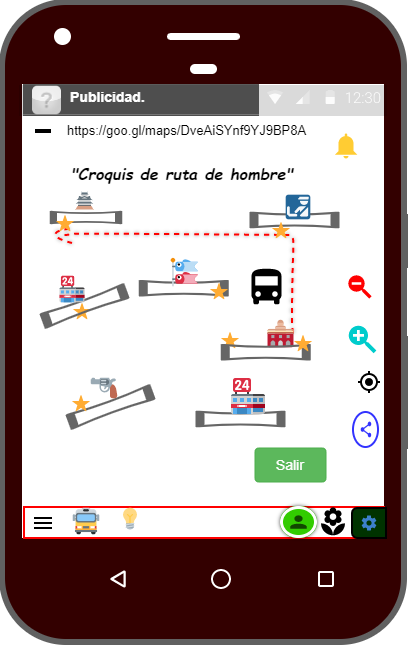 ?
Publicidad.
12:30
https://goo.gl/maps/DveAiSYnf9YJ9BP8A
"Croquis de ruta de hombre"
24
24
Salir